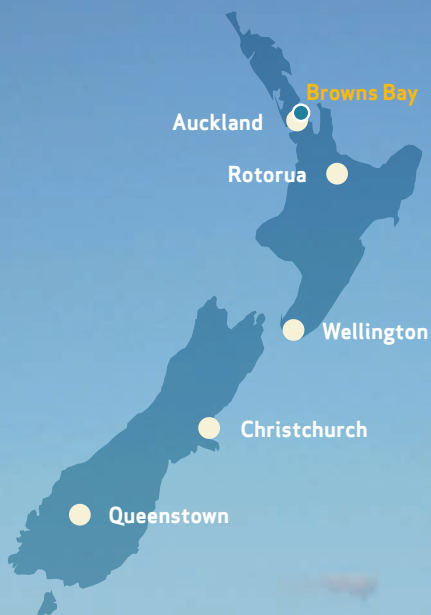 Browns Bay
Auckland
Rotorua
Wellington
Christchurch
Queenstown